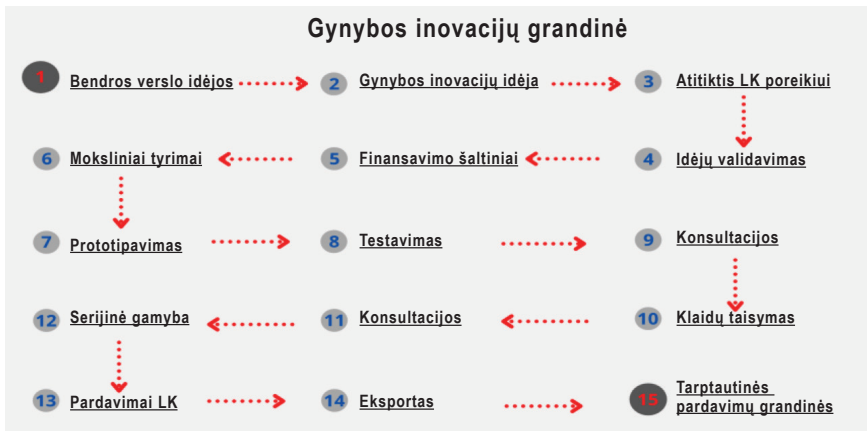 Gynybos inovacijų grandinė
1 Bendros verslo idėjos
2 Gynybos inovacijų idėja
3 Atitiktis LK poreikiui
4 Idėjų validavimas
5 Finansavimo šaltiniai
6 Moksliniai tyrimai
7 Prototipavimas
8 Testavimas
9 Konsultacijos
10 Klaidų taisymas
11 Konsultacijos
12 Serijinė gamyba
13 Pardavimai LK
14 Eksportas
15 Tarptautinės
pardavimų grandinės